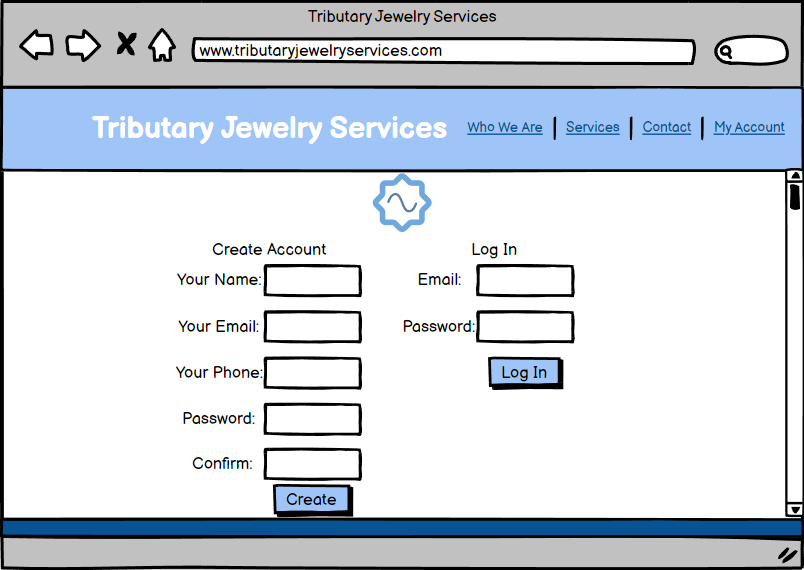 Tributary Jewelry Services
www.tributaryjewelryservices.com
Tributary Jewelry Services
Who We Are
Services
Contact
My Account
Create Account
Your Name:
Your Email:
Your Phone:
Password:
Confirm:
Create
Log In
Email:
Password:
Log In